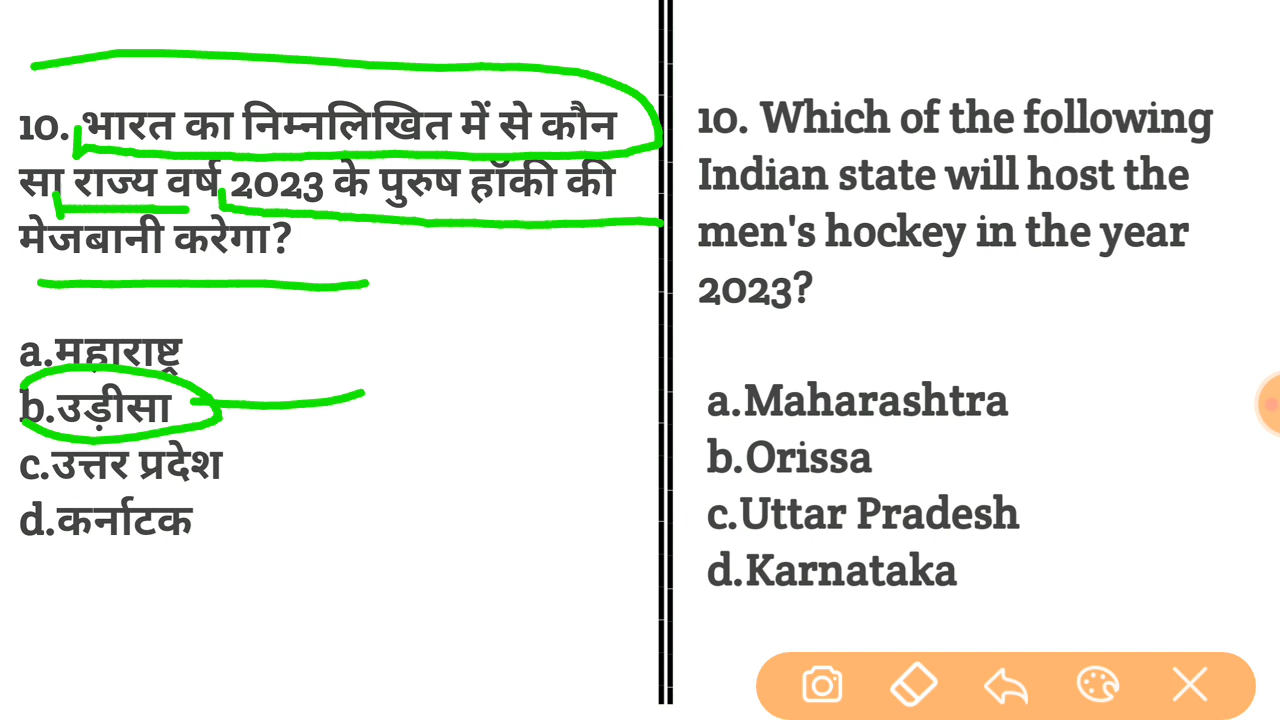 10. भारत का निम्नलिखित में से कौन
सा राज्य वर्ष 2023 के पुरुष हॉकी की
मेजबानी करेगा?
a.महाराष्ट्र
b.उड़ीसा
c.उत्तर प्रदेश
d.कर्नाटक
10. Which of the following
Indian state will host the
men's hockey in the year
2023?
a.Maharashtra
b.Orissa
c.Uttar Pradesh
d.Karnataka